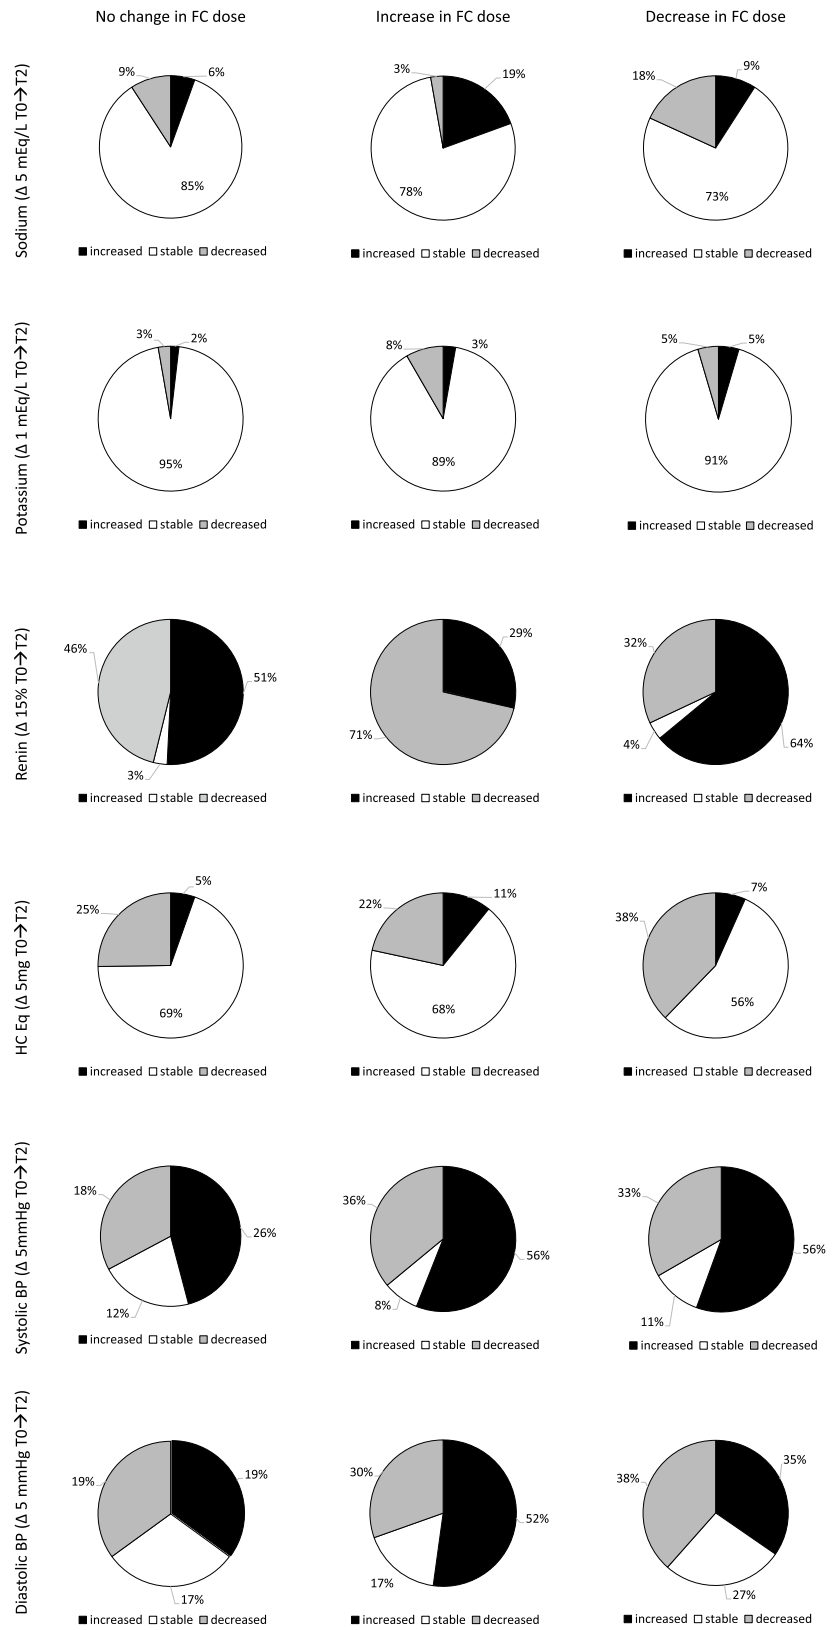 No change in FC dose Increase in FC dose Decrease in FC dose
Sodium (Δ 5 mEq/L T0→T2)
9% 6% 85%
3% 19% 78%
18% 9% 73%
increased stable decreased
increased stable decreased
increased stable decreased
Potassium (Δ 1 mEq/L T0→T2)
3% 2% 95%
8% 3% 89%
5% 5% 91%
increased stable decreased
increased stable decreased
increased stable decreased
Renin (Δ 15% T0→T2)
46% 51% 3%
29% 71%
32% 4% 64%
increased stable decreased
increased stable decreased
increased stable decreased
HC Eq (Δ 5mg T0→T2)
25% 5% 69%
22% 11% 68%
38% 7% 56%
increased stable decreased
increased stable decreased
increased stable decreased
Systolic BP (Δ 5mmHg T0→T2)
18% 26% 12%
36% 56% 8%
33% 56% 11%
increased stable decreased
increased stable decreased
increased stable decreased
Diastolic BP (Δ 5 mmHg T0→T2)
19% 19% 17%
30% 52% 17%
38% 35% 27%
increased stable decreased
increased stable decreased
increased stable decreased